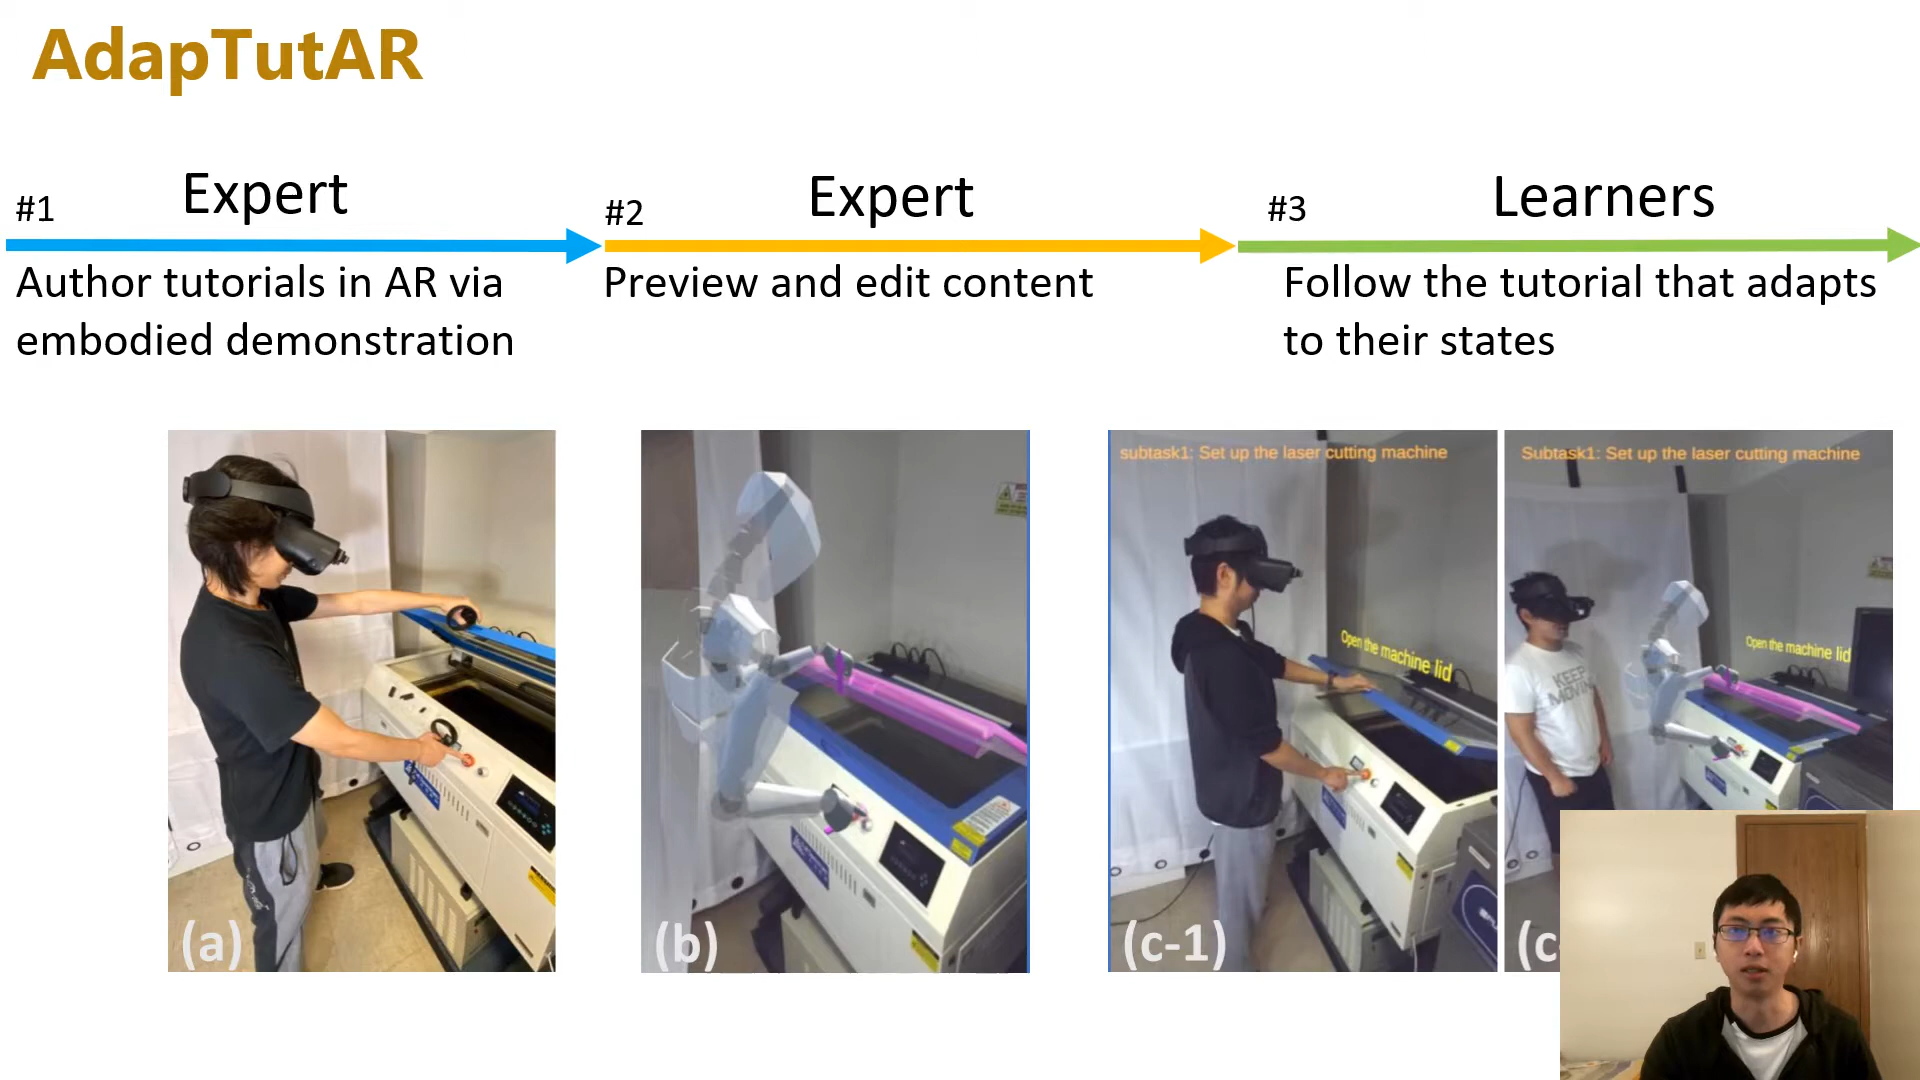 AdapTutAR
#1
Expert
#2
Expert
#3
Learners
Author tutorials in AR via
embodied demonstration
Preview and edit content
Follow the tutorial that adapts
to their states
subtask1: Set up the laser cutting machine
Subtask1: Set up the laser cutting machine
Open the machine lid
Open the machine lid
KEEP
MOVING
(a)
(b)
(c-1)